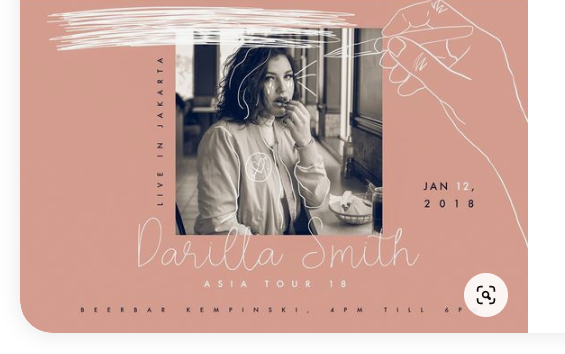 LIVE IN JAKARTA
JAN 12,
2018
Darilla Smith
ASIA TOUR 18
BEERBAR KEMPINSKI, 4PM TILL 6P